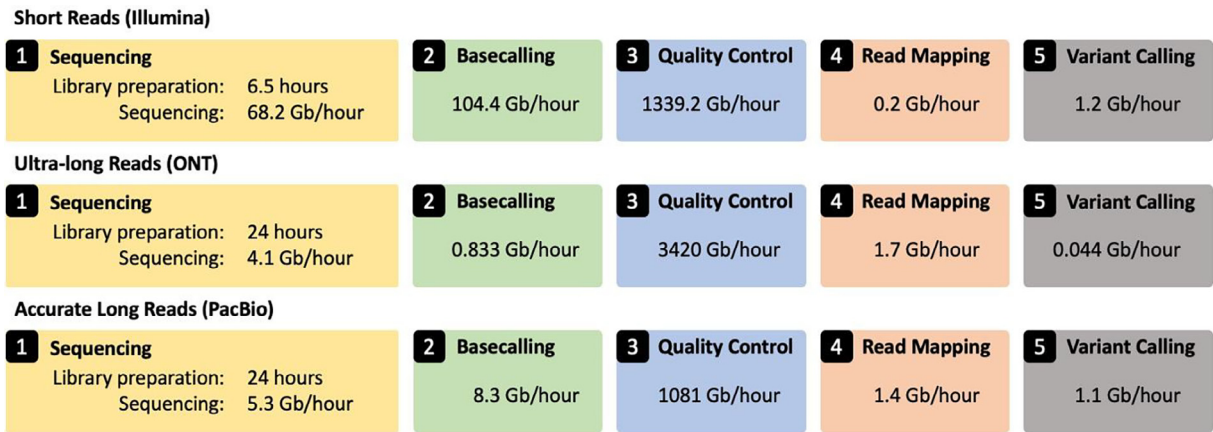 Short Reads (Illumina)
1 Sequencing
Library preparation: 6.5 hours
Sequencing: 68.2 Gb/hour
2 Basecalling
104.4 Gb/hour
3 Quality Control
1339.2 Gb/hour
4 Read Mapping
0.2 Gb/hour
5 Variant Calling
1.2 Gb/hour
Ultra-long Reads (ONT)
1 Sequencing
Library preparation: 24 hours
Sequencing: 4.1 Gb/hour
2 Basecalling
0.833 Gb/hour
3 Quality Control
3420 Gb/hour
4 Read Mapping
1.7 Gb/hour
5 Variant Calling
0.044 Gb/hour
Accurate Long Reads (PacBio)
1 Sequencing
Library preparation: 24 hours
Sequencing: 5.3 Gb/hour
2 Basecalling
8.3 Gb/hour
3 Quality Control
1081 Gb/hour
4 Read Mapping
1.4 Gb/hour
5 Variant Calling
1.1 Gb/hour